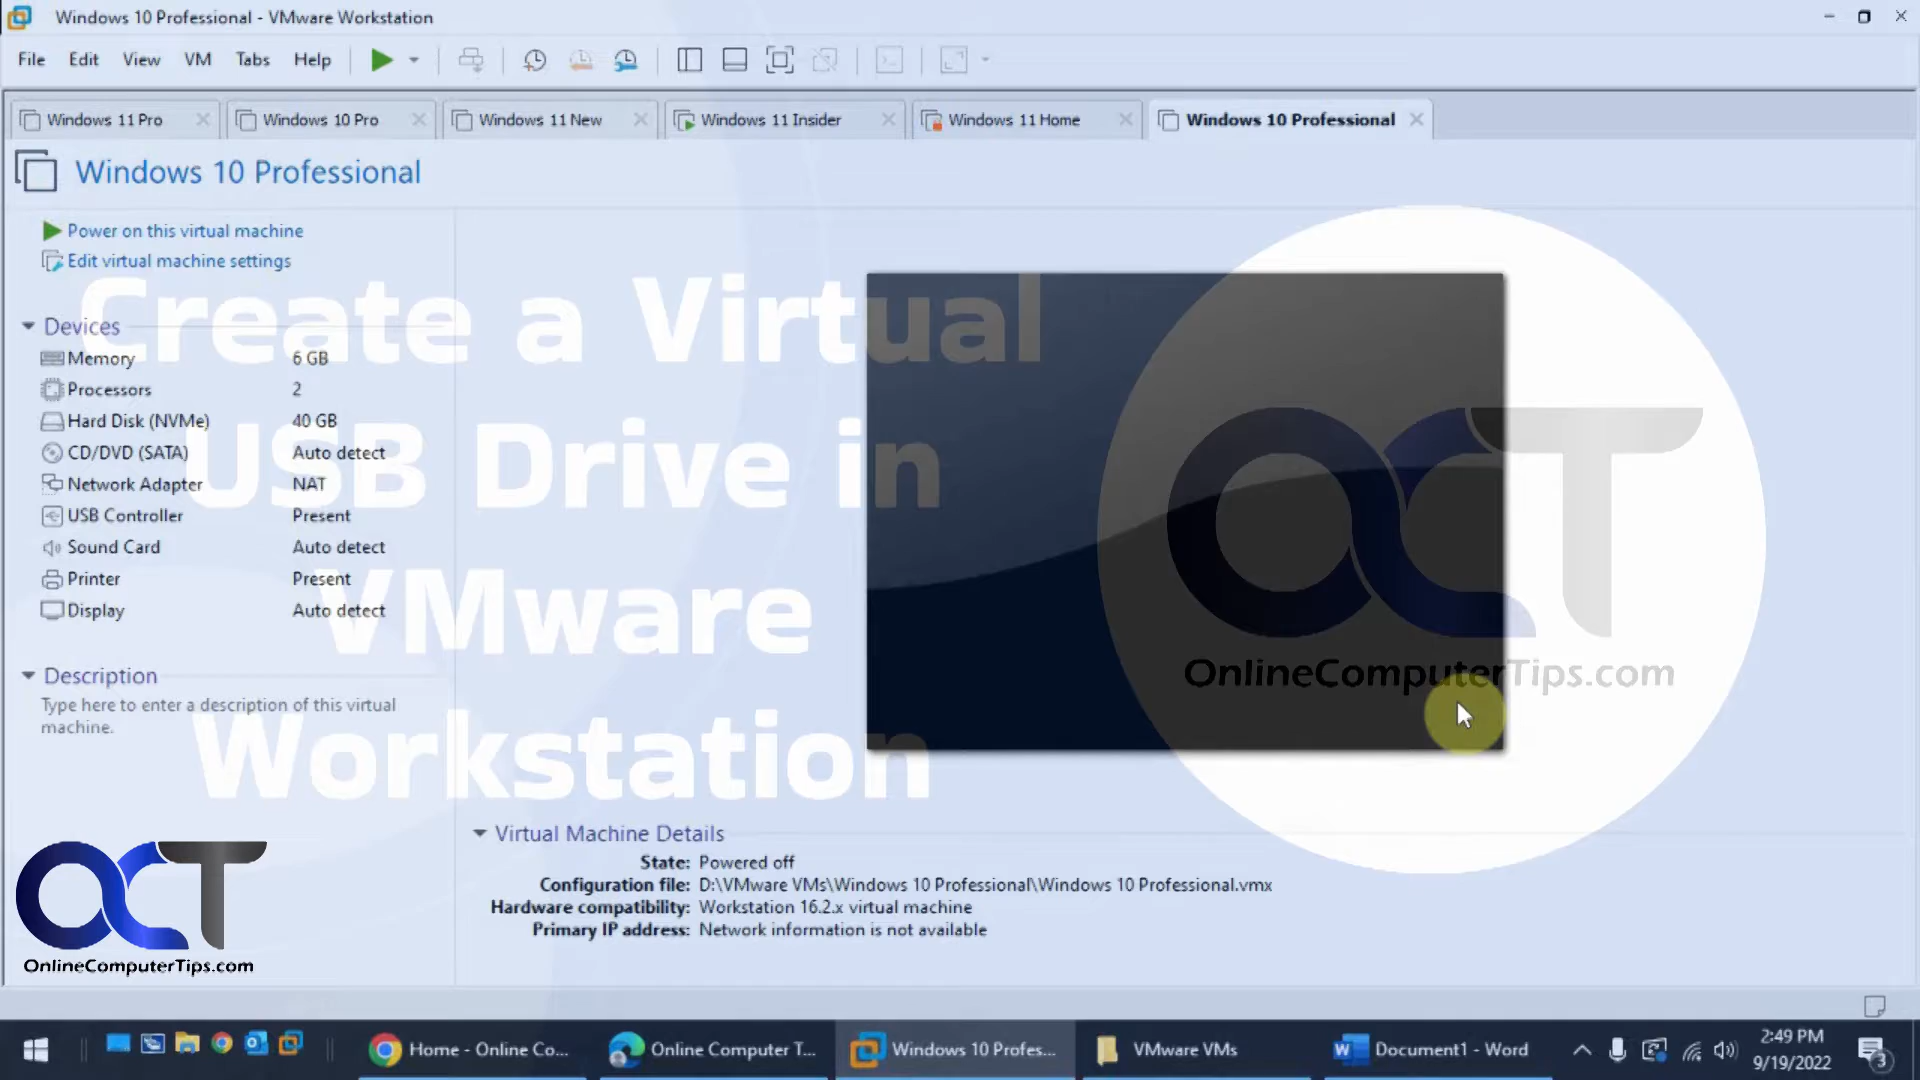 Windows 10 Professional - VMware Workstation
File Edit View VM Tabs Help
Windows 11 Pro Windows 10 Pro Windows 11 New Windows 11 Insider Windows 11 Home Windows 10 Professional
Windows 10 Professional
Power on this virtual machine
Edit virtual machine settings
Create a Virtual
USB Drive in
VMware
Workstation
Devices
Memory 6 GB
Processors 2
Hard Disk (NVMe) 40 GB
CD/DVD (SATA) Auto detect
Network Adapter NAT
USB Controller Present
Sound Card Auto detect
Printer Present
Display Auto detect
Description
Type here to enter a description of this virtual
machine.
OCT
OnlineComputerTips.com
Virtual Machine Details
State: Powered off
Configuration file: D:\VMware VMs\Windows 10 Professional\Windows 10 Professional.vmx
Hardware compatibility: Workstation 16.2.x virtual machine
Primary IP address: Network information is not available
OCT
OnlineComputerTips.com
Home - Online Co... Online Computer T... Windows 10 Profes... VMware VMs Document1 - Word
2:49 PM
9/19/2022
3